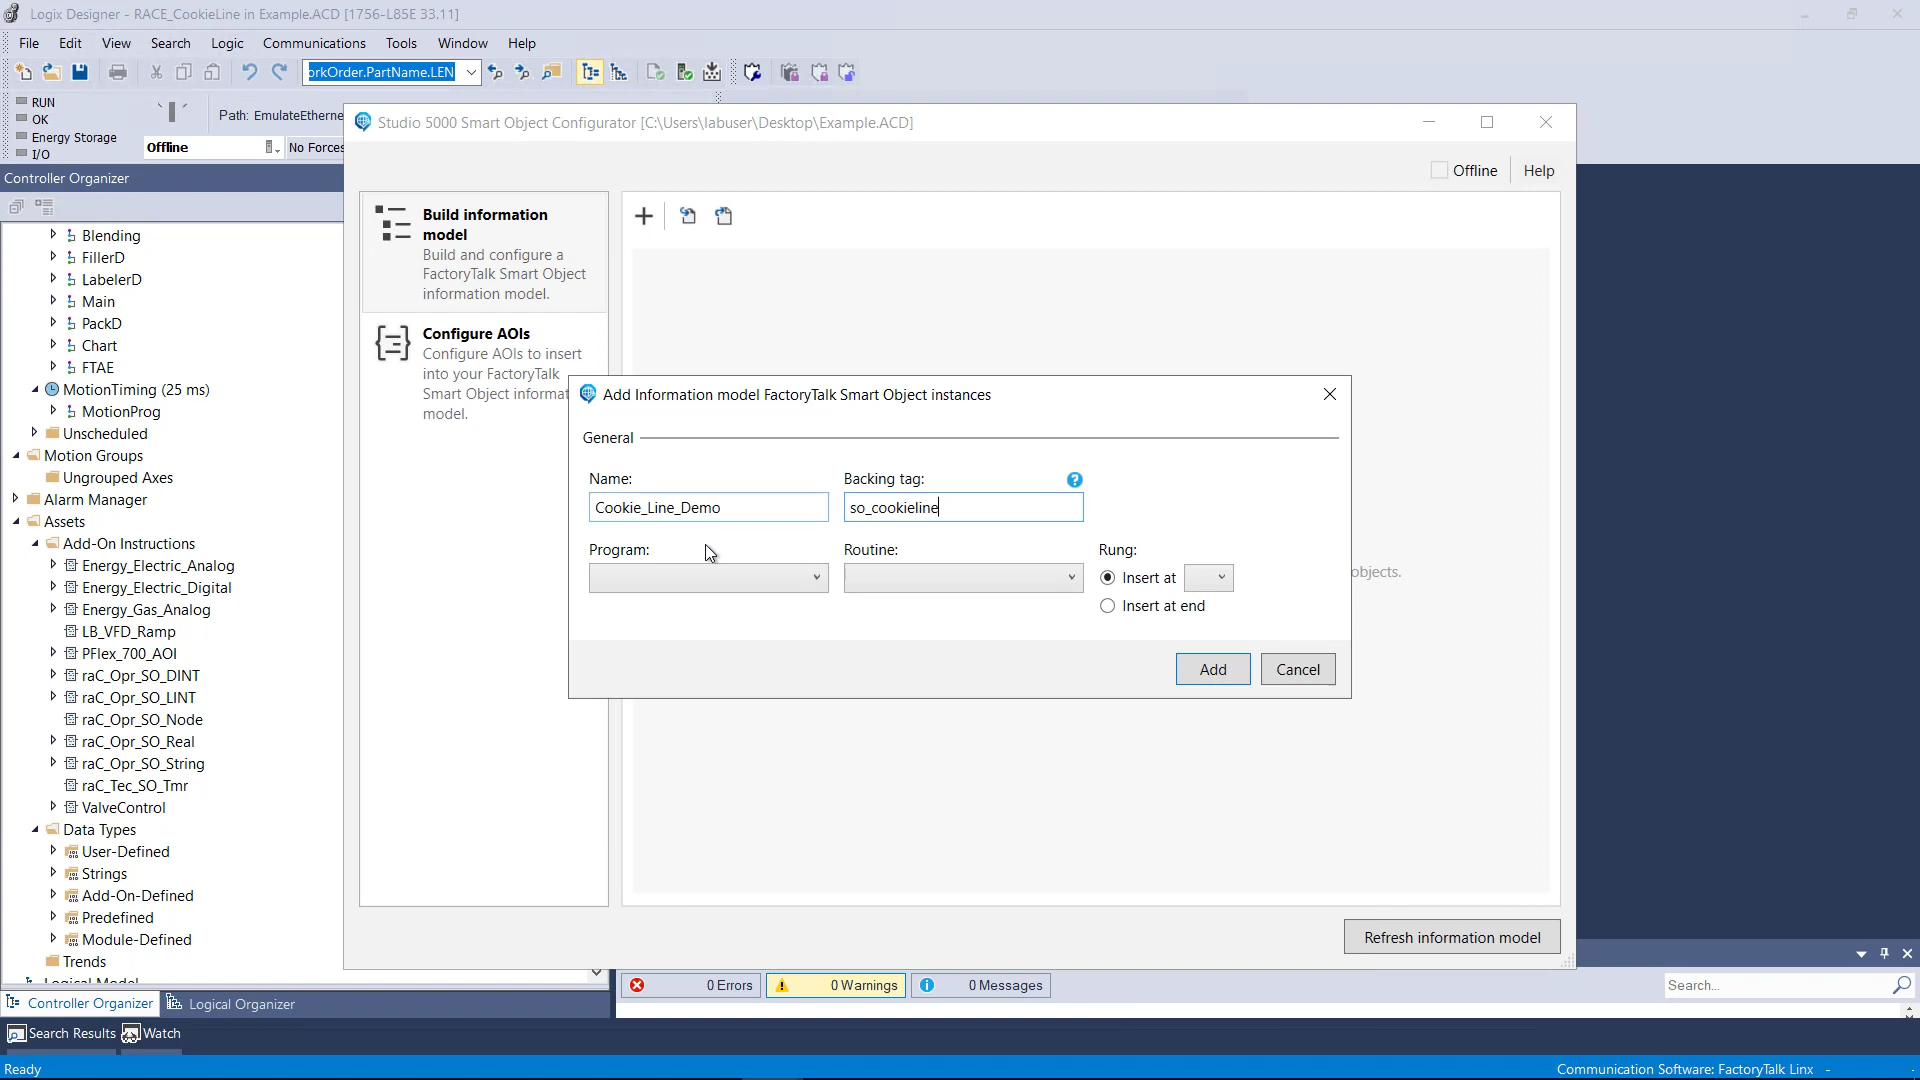 Logix Designer - RACE_CookieLine in Example.ACD [1756-L85E 33.11]
File Edit View Search Logic Communications Tools Window Help
orkOrder.PartName.LEN
RUN
OK
Energy Storage
I/O
Path: EmulateEtherne
Offline
No Forces
Controller Organizer
Blending
FillerD
LabelerD
Main
PackD
Chart
FTAE
MotionTiming (25 ms)
MotionProg
Unscheduled
Motion Groups
Ungrouped Axes
Alarm Manager
Assets
Add-On Instructions
Energy_Electric_Analog
Energy_Electric_Digital
Energy_Gas_Analog
LB_VFD_Ramp
PFlex_700_AOI
raC_Opr_SO_DINT
raC_Opr_SO_LINT
raC_Opr_SO_Node
raC_Opr_SO_Real
raC_Opr_SO_String
raC_Tec_SO_Tmr
ValveControl
Data Types
User-Defined
Strings
Add-On-Defined
Predefined
Module-Defined
Trends
Logical Model
Controller Organizer
Logical Organizer
Studio 5000 Smart Object Configurator [C:\Users\labuser\Desktop\Example.ACD]
Offline
Help
Build information
model
Build and configure a
FactoryTalk Smart Object
information model.
Configure AOIs
Configure AOIs to insert
into your FactoryTalk
Smart Object informat
model.
objects.
Add Information model FactoryTalk Smart Object instances
General
Name:
Backing tag:
?
Cookie_Line_Demo
so_cookieline
Program:
Routine:
Rung:
Insert at
Insert at end
Add
Cancel
Refresh information model
0 Errors
0 Warnings
0 Messages
Search...
Search Results
Watch
Ready
Communication Software: FactoryTalk Linx -